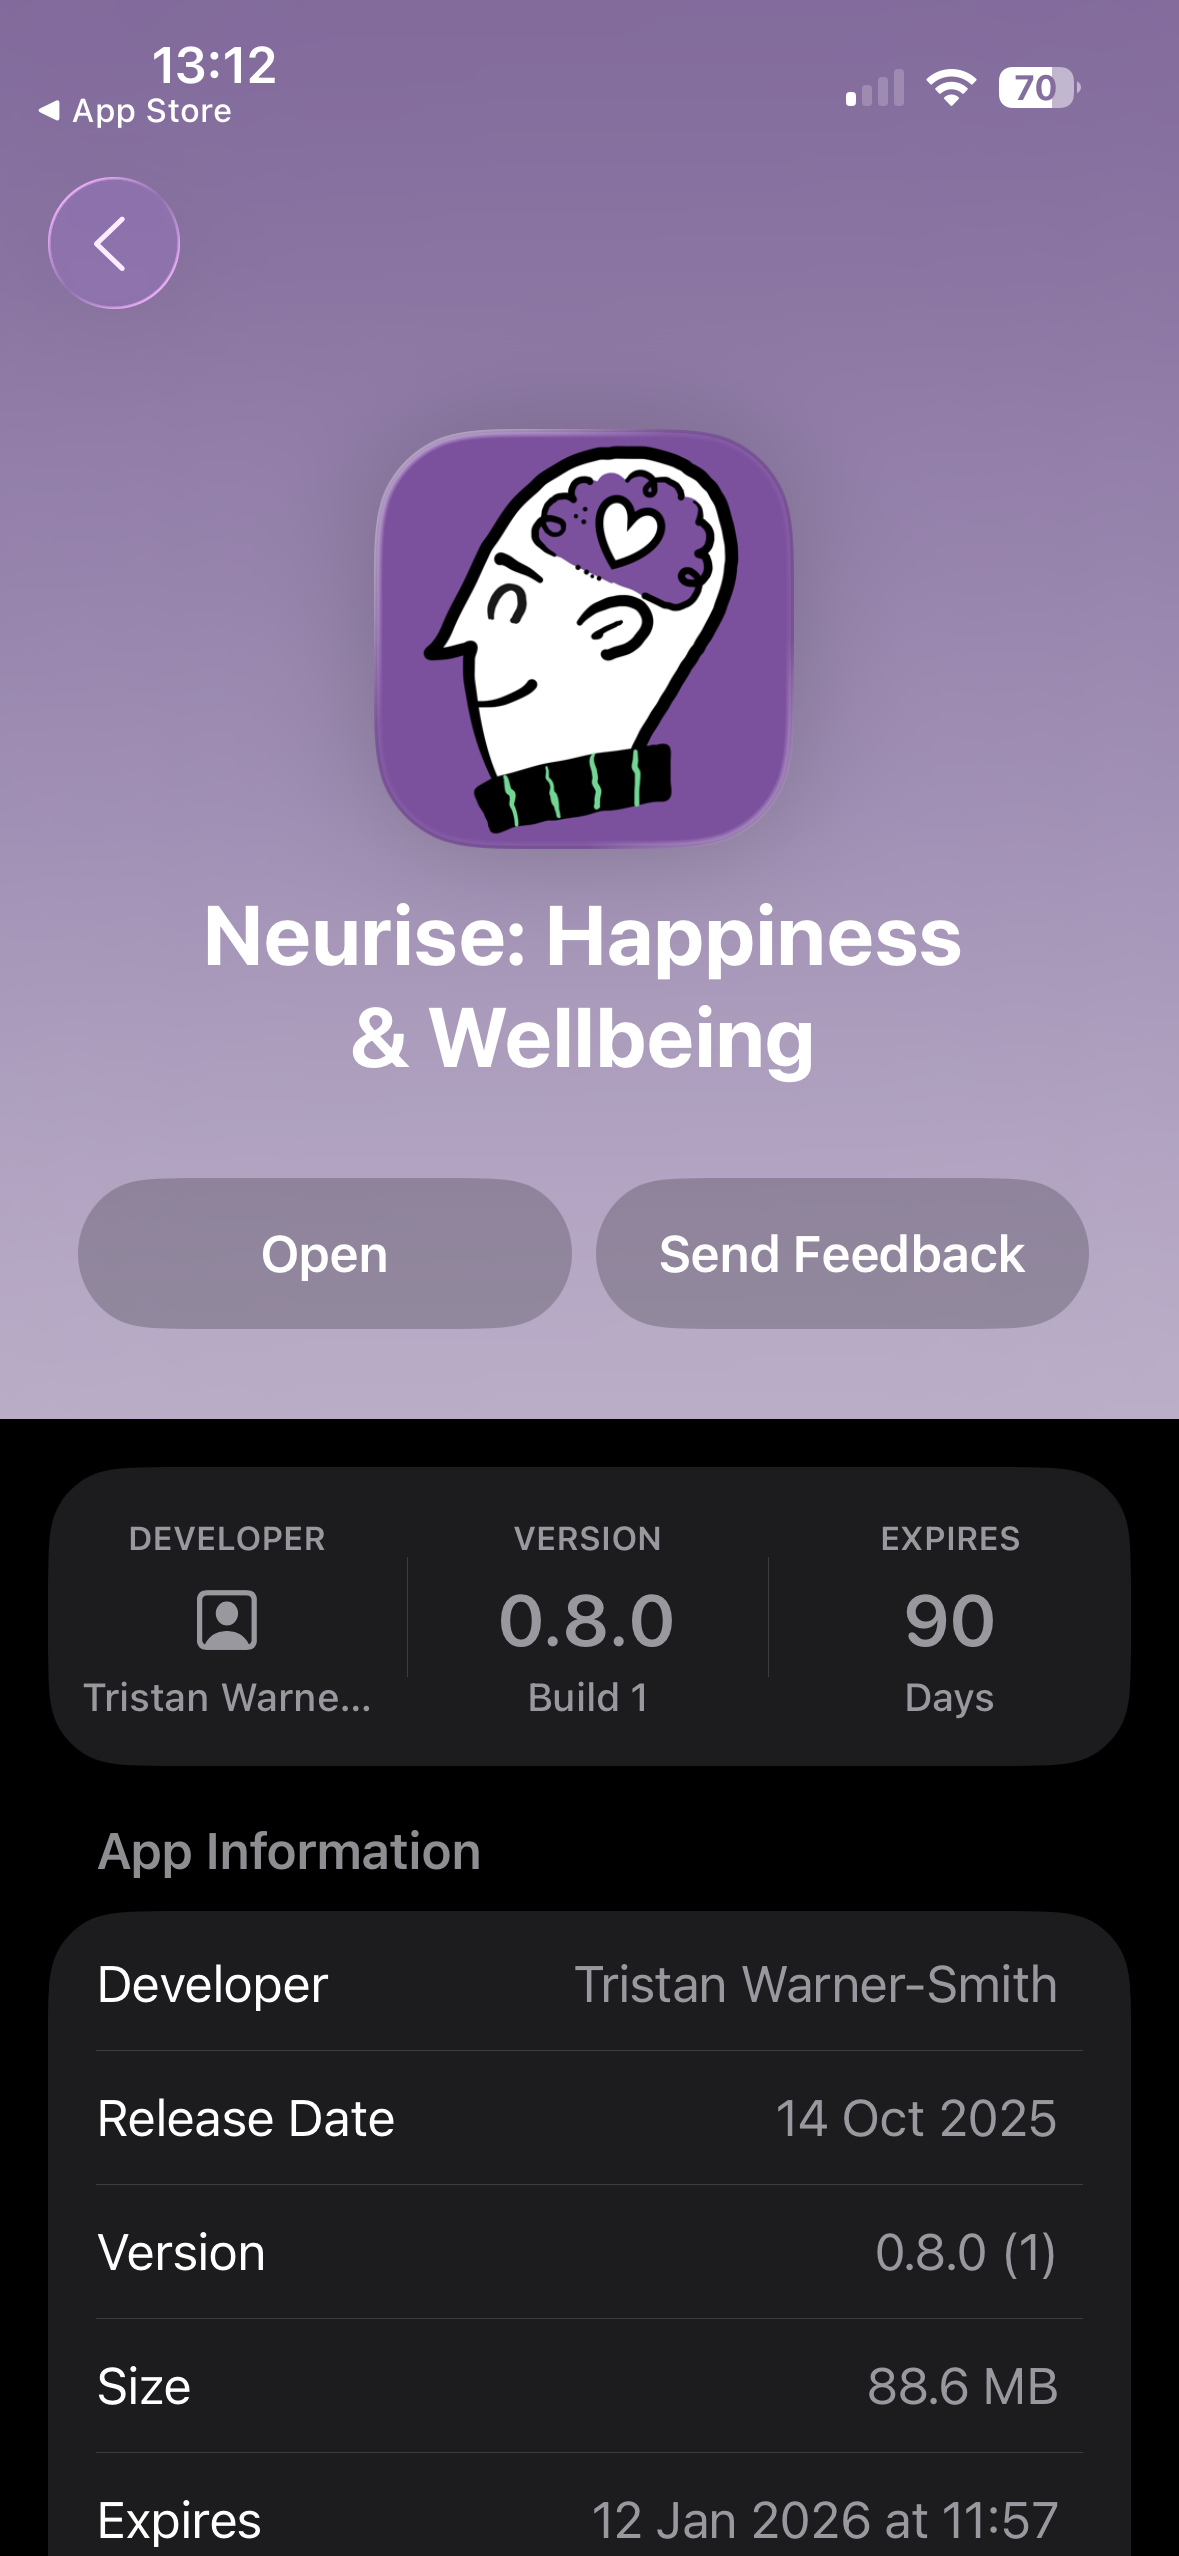 13:12
70
App Store
Neurise: Happiness
& Wellbeing
Open
Send Feedback
DEVELOPER
Tristan Warne...
VERSION
0.8.0
Build 1
EXPIRES
90
Days
App Information
Developer
Tristan Warner-Smith
Release Date
14 Oct 2025
Version
0.8.0 (1)
Size
88.6 MB
Expires
12 Jan 2026 at 11:57